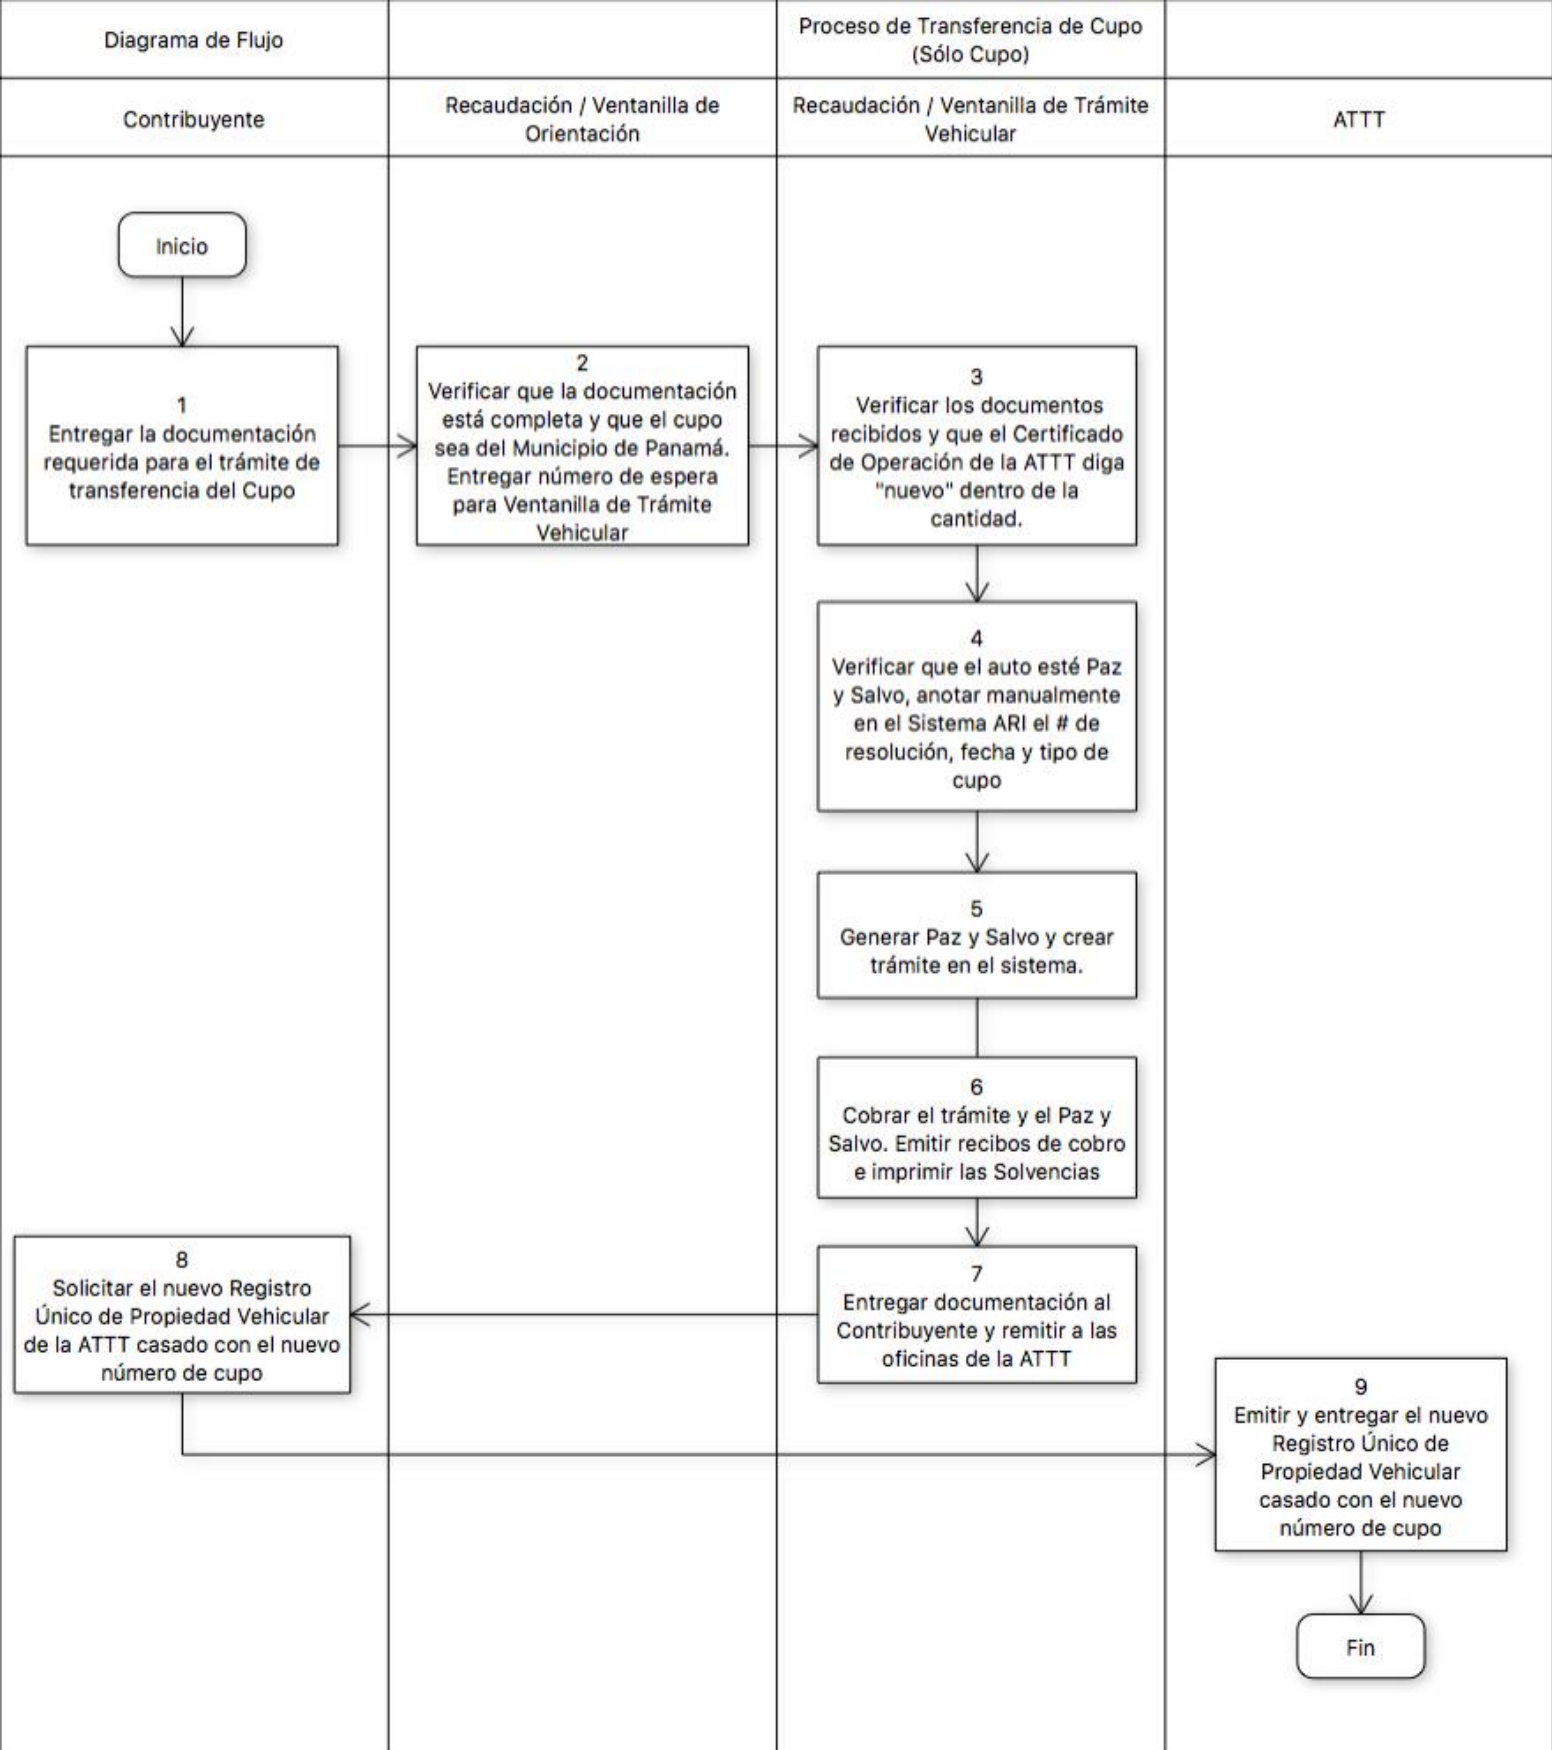 Diagrama de Flujo
Proceso de Transferencia de Cupo
(Sólo Cupo)
Contribuyente
Recaudación / Ventanilla de
Orientación
Recaudación / Ventanilla de Trámite
Vehicular
ATTT
Inicio
1
Entregar la documentación
requerida para el trámite de
transferencia del Cupo
2
Verificar que la documentación
está completa y que el cupo
sea del Municipio de Panamá.
Entregar número de espera
para Ventanilla de Trámite
Vehicular
3
Verificar los documentos
recibidos y que el Certificado
de Operación de la ATTT diga
"nuevo" dentro de la
cantidad.
4
Verificar que el auto esté Paz
y Salvo, anotar manualmente
en el Sistema ARI el # de
resolución, fecha y tipo de
cupo
5
Generar Paz y Salvo y crear
trámite en el sistema.
6
Cobrar el trámite y el Paz y
Salvo. Emitir recibos de cobro
e imprimir las Solvencias
7
Entregar documentación al
Contribuyente y remitir a las
oficinas de la ATTT
8
Solicitar el nuevo Registro
Único de Propiedad Vehicular
de la ATTT casado con el nuevo
número de cupo
9
Emitir y entregar el nuevo
Registro Único de
Propiedad Vehicular
casado con el nuevo
número de cupo
Fin